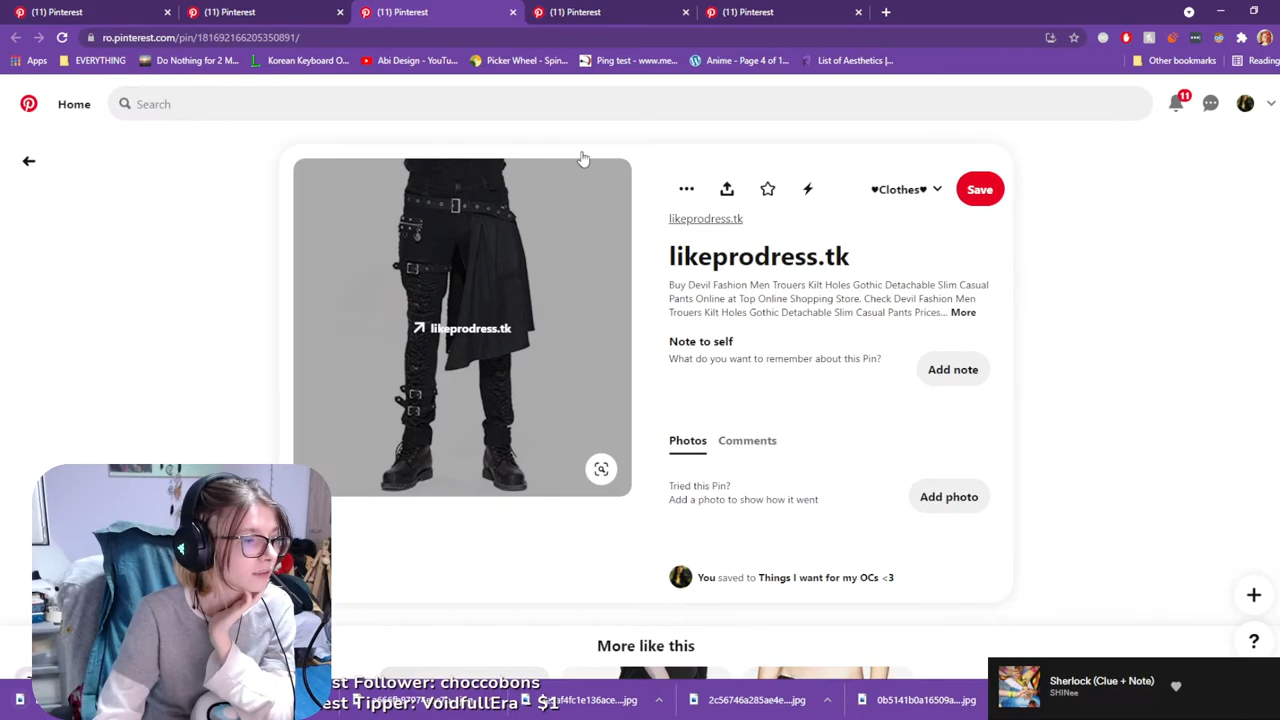 (11) Pinterest
(11) Pinterest
(11) Pinterest
(11) Pinterest
(11) Pinterest
ro.pinterest.com/pin/181692166205350891/
Apps
EVERYTHING
Do Nothing for 2 M...
Korean Keyboard O...
Abi Design - YouTu...
Picker Wheel - Spin...
Ping test - www.me...
Anime - Page 4 of 1...
List of Aesthetics |...
Other bookmarks
Reading
Home
Search
11
♥Clothes♥
Save
likeprodress.tk
likeprodress.tk
Buy Devil Fashion Men Trouers Kilt Holes Gothic Detachable Slim Casual
Pants Online at Top Online Shopping Store. Check Devil Fashion Men
Trouers Kilt Holes Gothic Detachable Slim Casual Pants Prices... More
likeprodress.tk
Note to self
What do you want to remember about this Pin?
Add note
Photos
Comments
Tried this Pin?
Add a photo to show how it went
Add photo
You saved to Things I want for my OCs <3
More like this
?
st Follower: choccobons
est Tipper: VoidfullEra - $1
2c56746a285ae4e....jpg
0b5141b0a16509a....jpg
Sherlock (Clue + Note)
SHINee